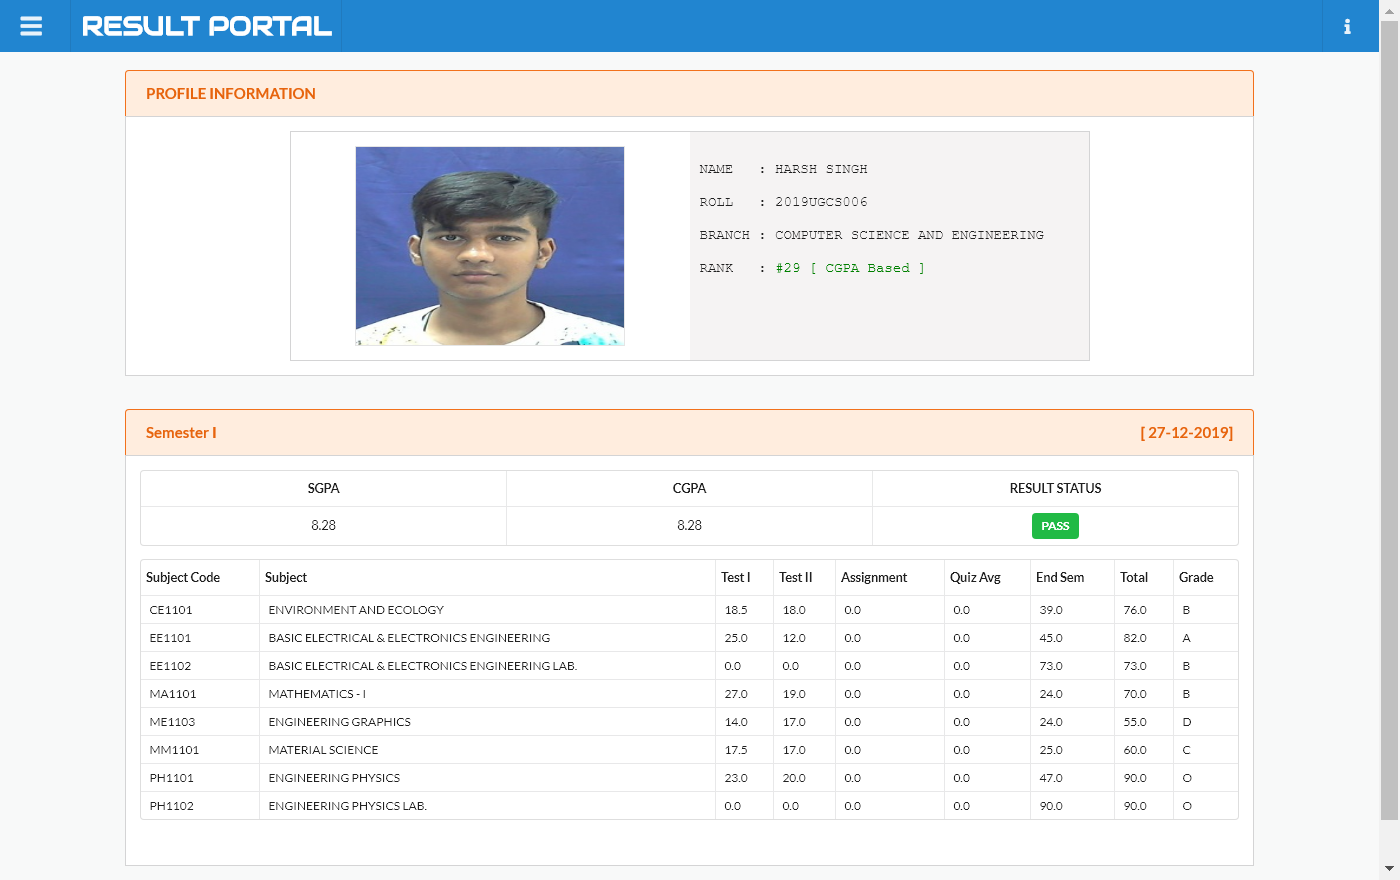 RESULT PORTAL
PROFILE INFORMATION
NAME : HARSH SINGH
ROLL : 2019UGCS006
BRANCH : COMPUTER SCIENCE AND ENGINEERING
RANK : #29 [ CGPA Based ]
Semester I [ 27-12-2019]
SGPA CGPA RESULT STATUS
8.28 8.28 PASS
Subject Code Subject Test I Test II Assignment Quiz Avg End Sem Total Grade
CE1101 ENVIRONMENT AND ECOLOGY 18.5 18.0 0.0 0.0 39.0 76.0 B
EE1101 BASIC ELECTRICAL & ELECTRONICS ENGINEERING 25.0 12.0 0.0 0.0 45.0 82.0 A
EE1102 BASIC ELECTRICAL & ELECTRONICS ENGINEERING LAB. 0.0 0.0 0.0 0.0 73.0 73.0 B
MA1101 MATHEMATICS - I 27.0 19.0 0.0 0.0 24.0 70.0 B
ME1103 ENGINEERING GRAPHICS 14.0 17.0 0.0 0.0 24.0 55.0 D
MM1101 MATERIAL SCIENCE 17.5 17.0 0.0 0.0 25.0 60.0 C
PH1101 ENGINEERING PHYSICS 23.0 20.0 0.0 0.0 47.0 90.0 O
PH1102 ENGINEERING PHYSICS LAB. 0.0 0.0 0.0 0.0 90.0 90.0 O